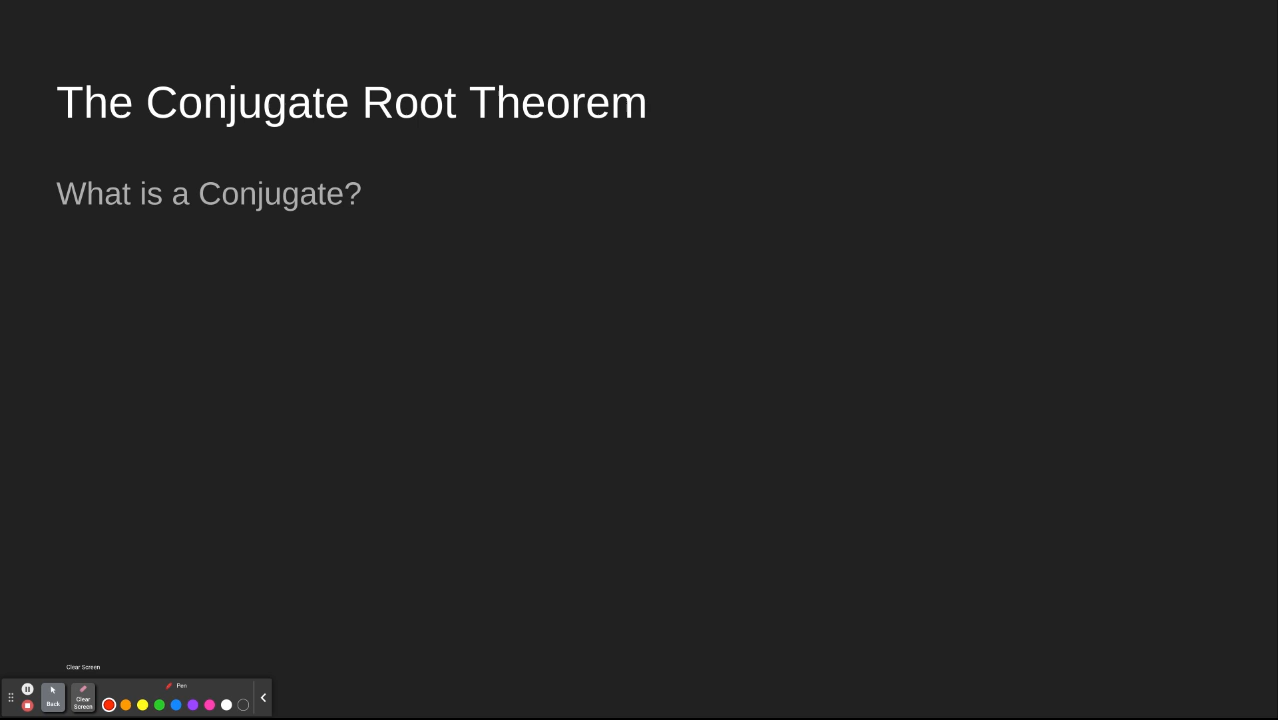 The Conjugate Root Theorem
What is a Conjugate?
Clear Screen
Pen
Back
Clear
Screen